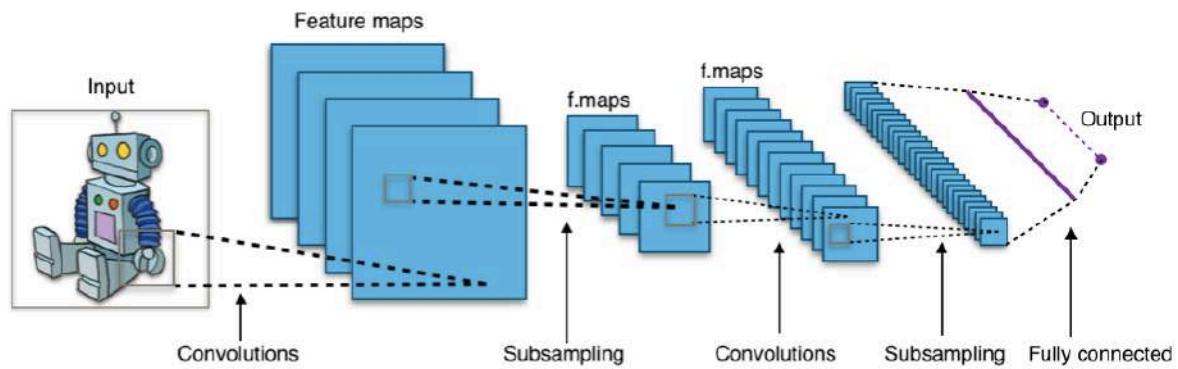 Feature maps
Input
f.maps
f.maps
Output
Convolutions
Subsampling
Convolutions
Subsampling
Fully connected